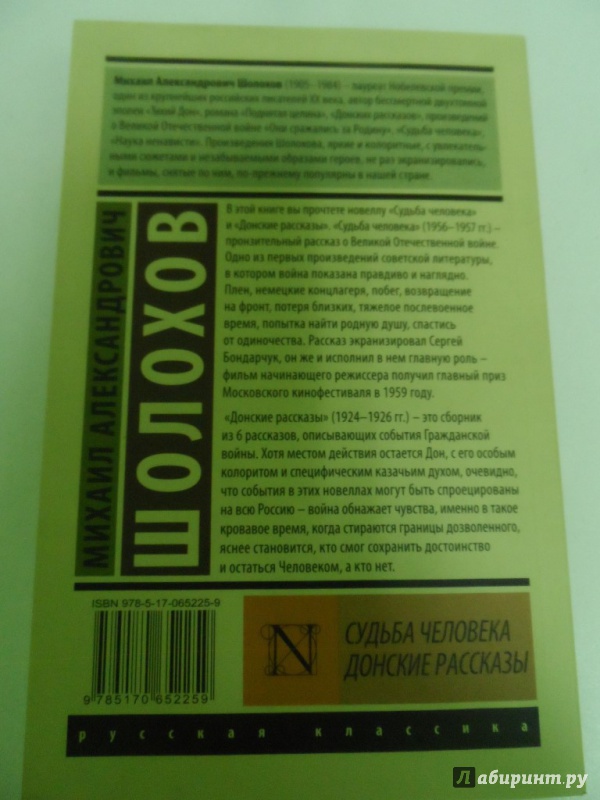 Михаил Александрович Шолохов (1905–1984) – лауреат Нобелевской премии,
один из крупнейших российских писателей XX века, автор бессмертной двухтомной
эпопеи «Тихий Дон», романа «Поднятая целина», «Донских рассказов», произведений
о Великой Отечественной войне «Они сражались за Родину», «Судьба человека»,
«Наука ненависти». Произведения Шолохова, яркие и колоритные, с увлекатель-
ными сюжетами и незабываемыми образами героев, не раз экранизировались,
и фильмы, снятые по ним, по-прежнему популярны в нашей стране.
МИХАИЛ АЛЕКСАНДРОВИЧ
ШОЛОХОВ
В этой книге вы прочтете новеллу «Судьба человека»
и «Донские рассказы». «Судьба человека» (1956–1957 гг.) –
пронзительный рассказ о Великой Отечественной войне.
Одно из первых произведений советской литературы,
в котором война показана правдиво и наглядно.
Плен, немецкие концлагеря, побег, возвращение
на фронт, потеря близких, тяжелое послевоенное
время, попытка найти родную душу, спастись
от одиночества. Рассказ экранизировал Сергей
Бондарчук, он же и исполнил в нем главную роль –
фильм начинающего режиссера получил главный приз
Московского кинофестиваля в 1959 году.
«Донские рассказы» (1924–1926 гг.) – это сборник
из 6 рассказов, описывающих события Гражданской
войны. Хотя местом действия остается Дон, с его особым
колоритом и специфическим казачьим духом, очевидно,
что события в этих новеллах могут быть спроецированы
на всю Россию – война обнажает чувства, именно в такое
кровавое время, когда стираются границы дозволенного,
яснее становится, кто смог сохранить достоинство
и остаться Человеком, а кто нет.
ISBN 978-5-17-065225-9
9 785170 652259
N
СУДЬБА ЧЕЛОВЕКА
ДОНСКИЕ РАССКАЗЫ
русская классика
Лабиринт.ру